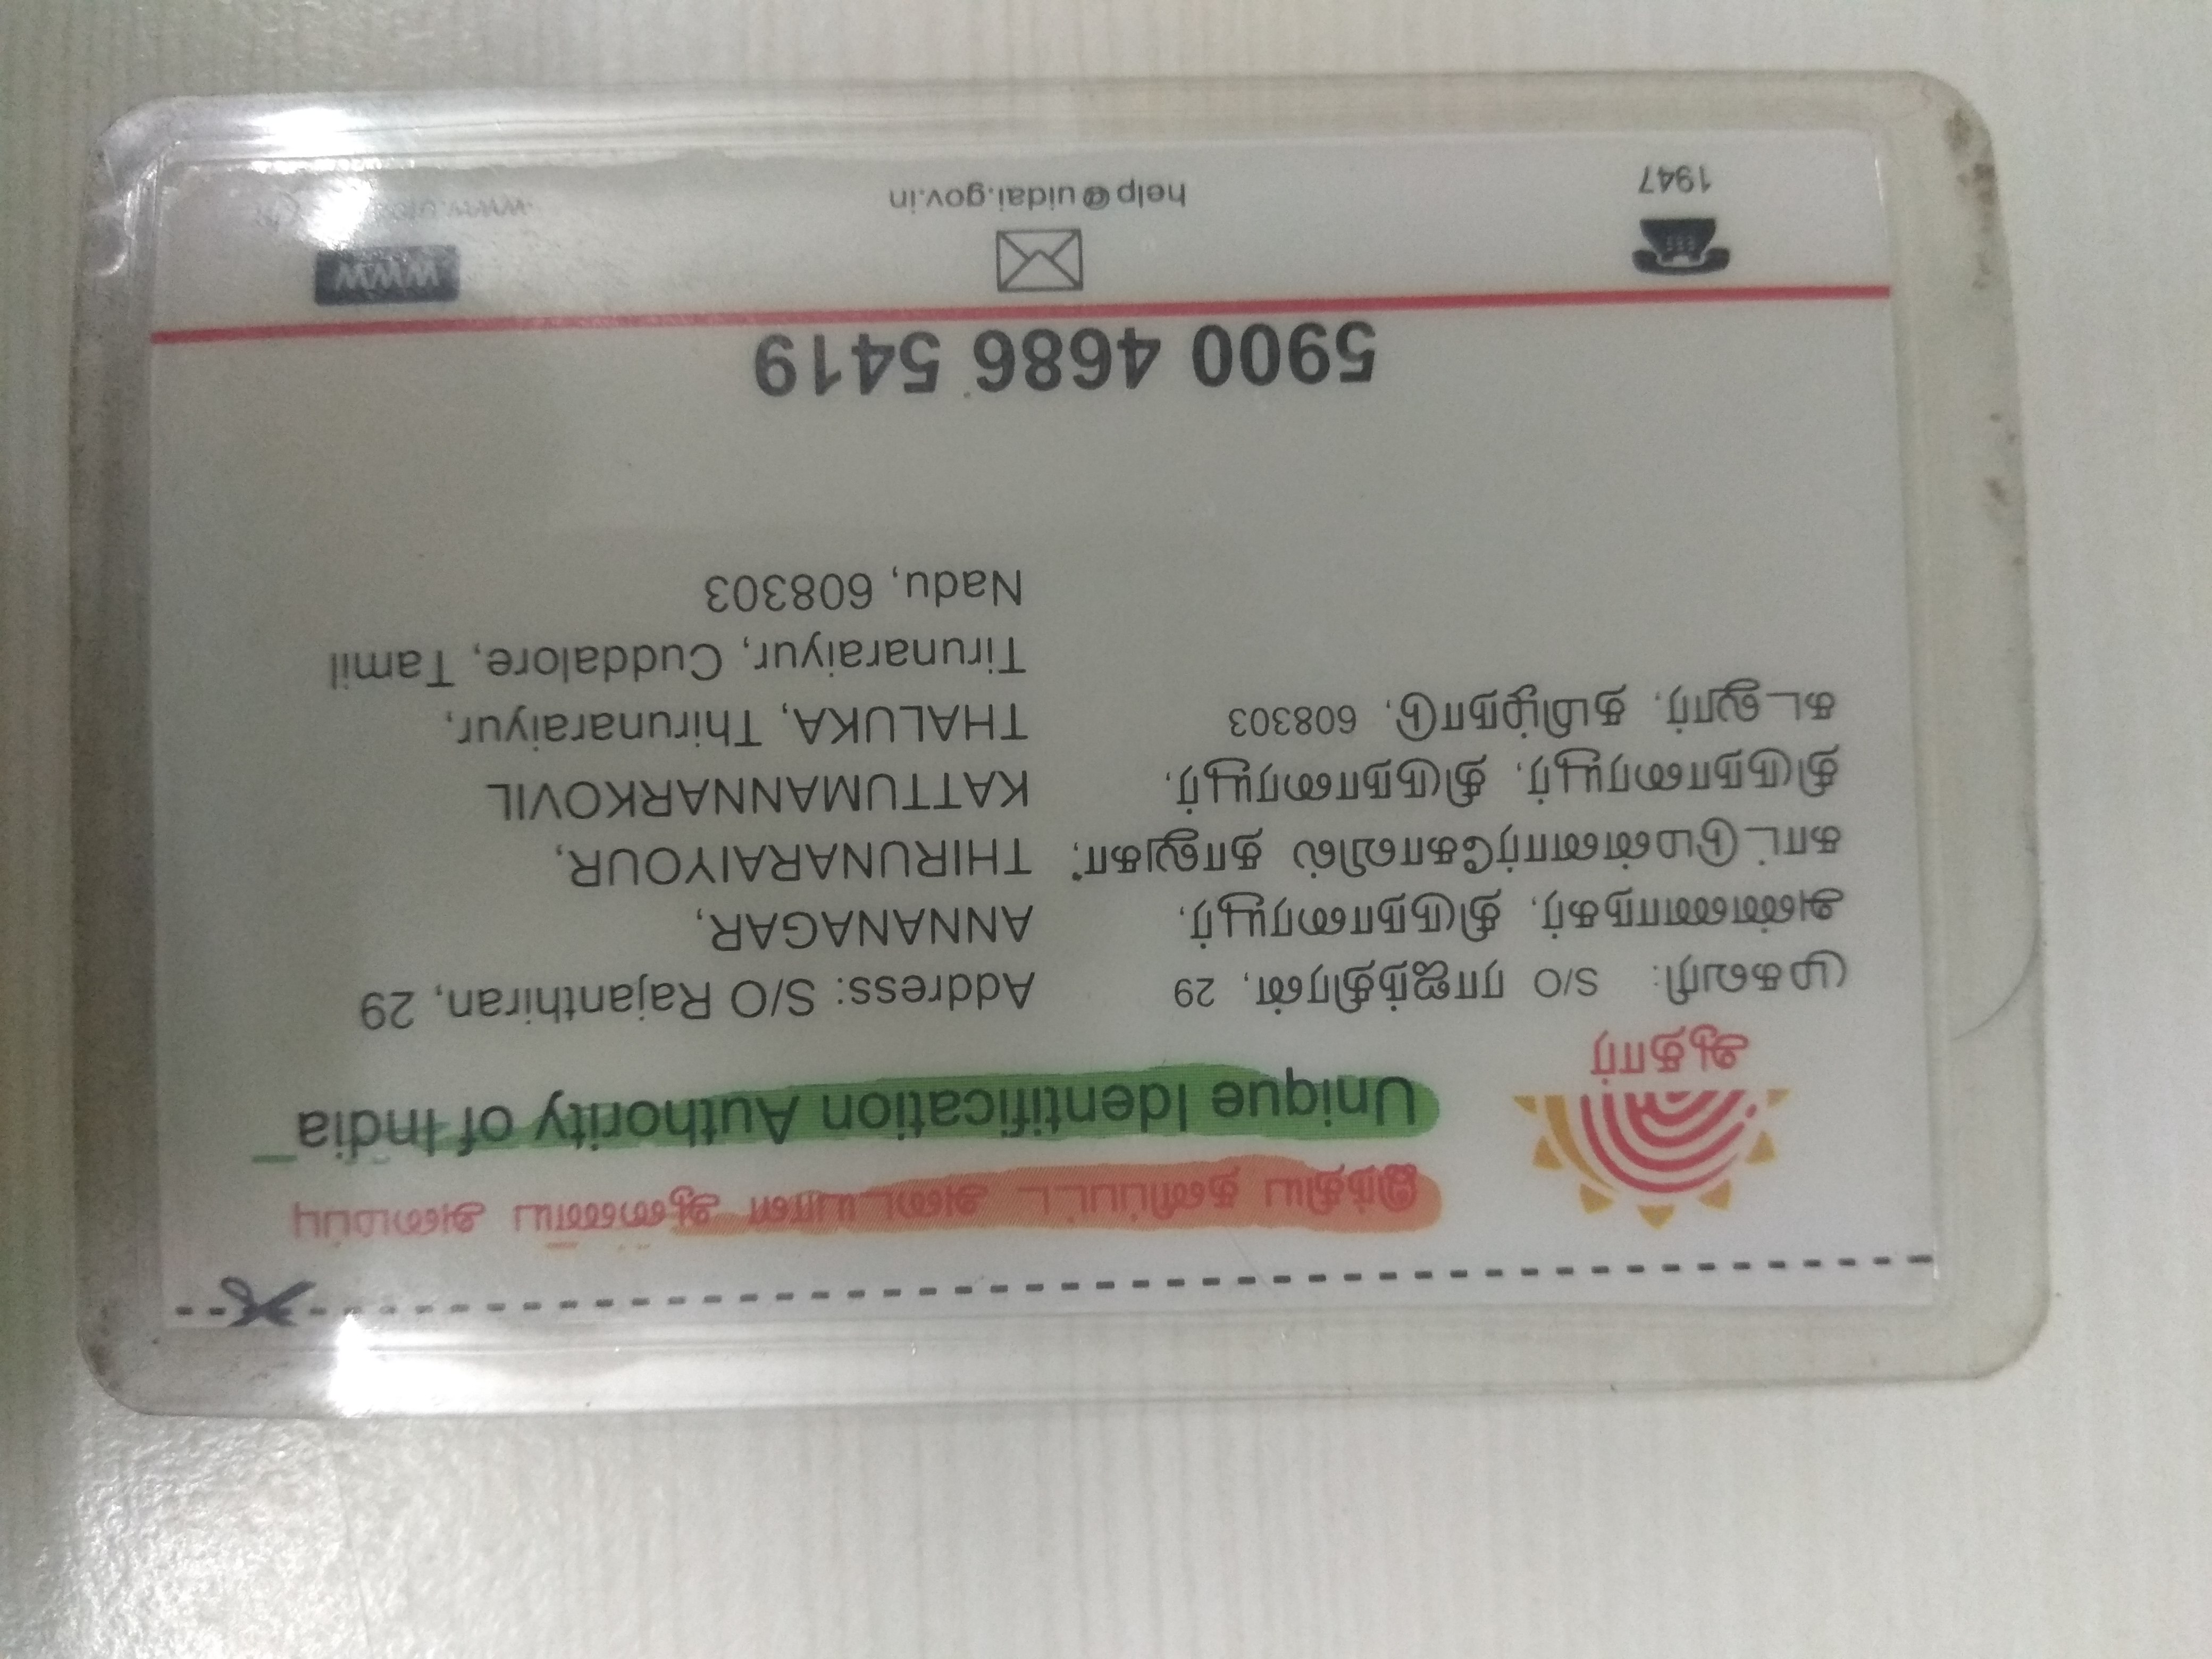 இந்திய தனிப்பட்ட அடையாள ஆணைய அமைப்பு
Unique Identification Authority of India
ஆதார்
முகவரி: S/O ராஜந்திரன், 29
அண்ணாநகர், திருநாரையூர்,
காட்டுமன்னார்கோவில் தாலுகா,
திருநாரையூர், திருநாரையூர்,
கடலூர், தமிழ்நாடு, 608303
Address: S/O Rajanthiran, 29
ANNANAGAR,
THIRUNARAIYOUR,
KATTUMANNARKOVIL
THALUKA, Thirunaraiyur,
Tirunaraiyur, Cuddalore, Tamil
Nadu, 608303
5900 4686 5419
1947
help@uidai.gov.in
WWW